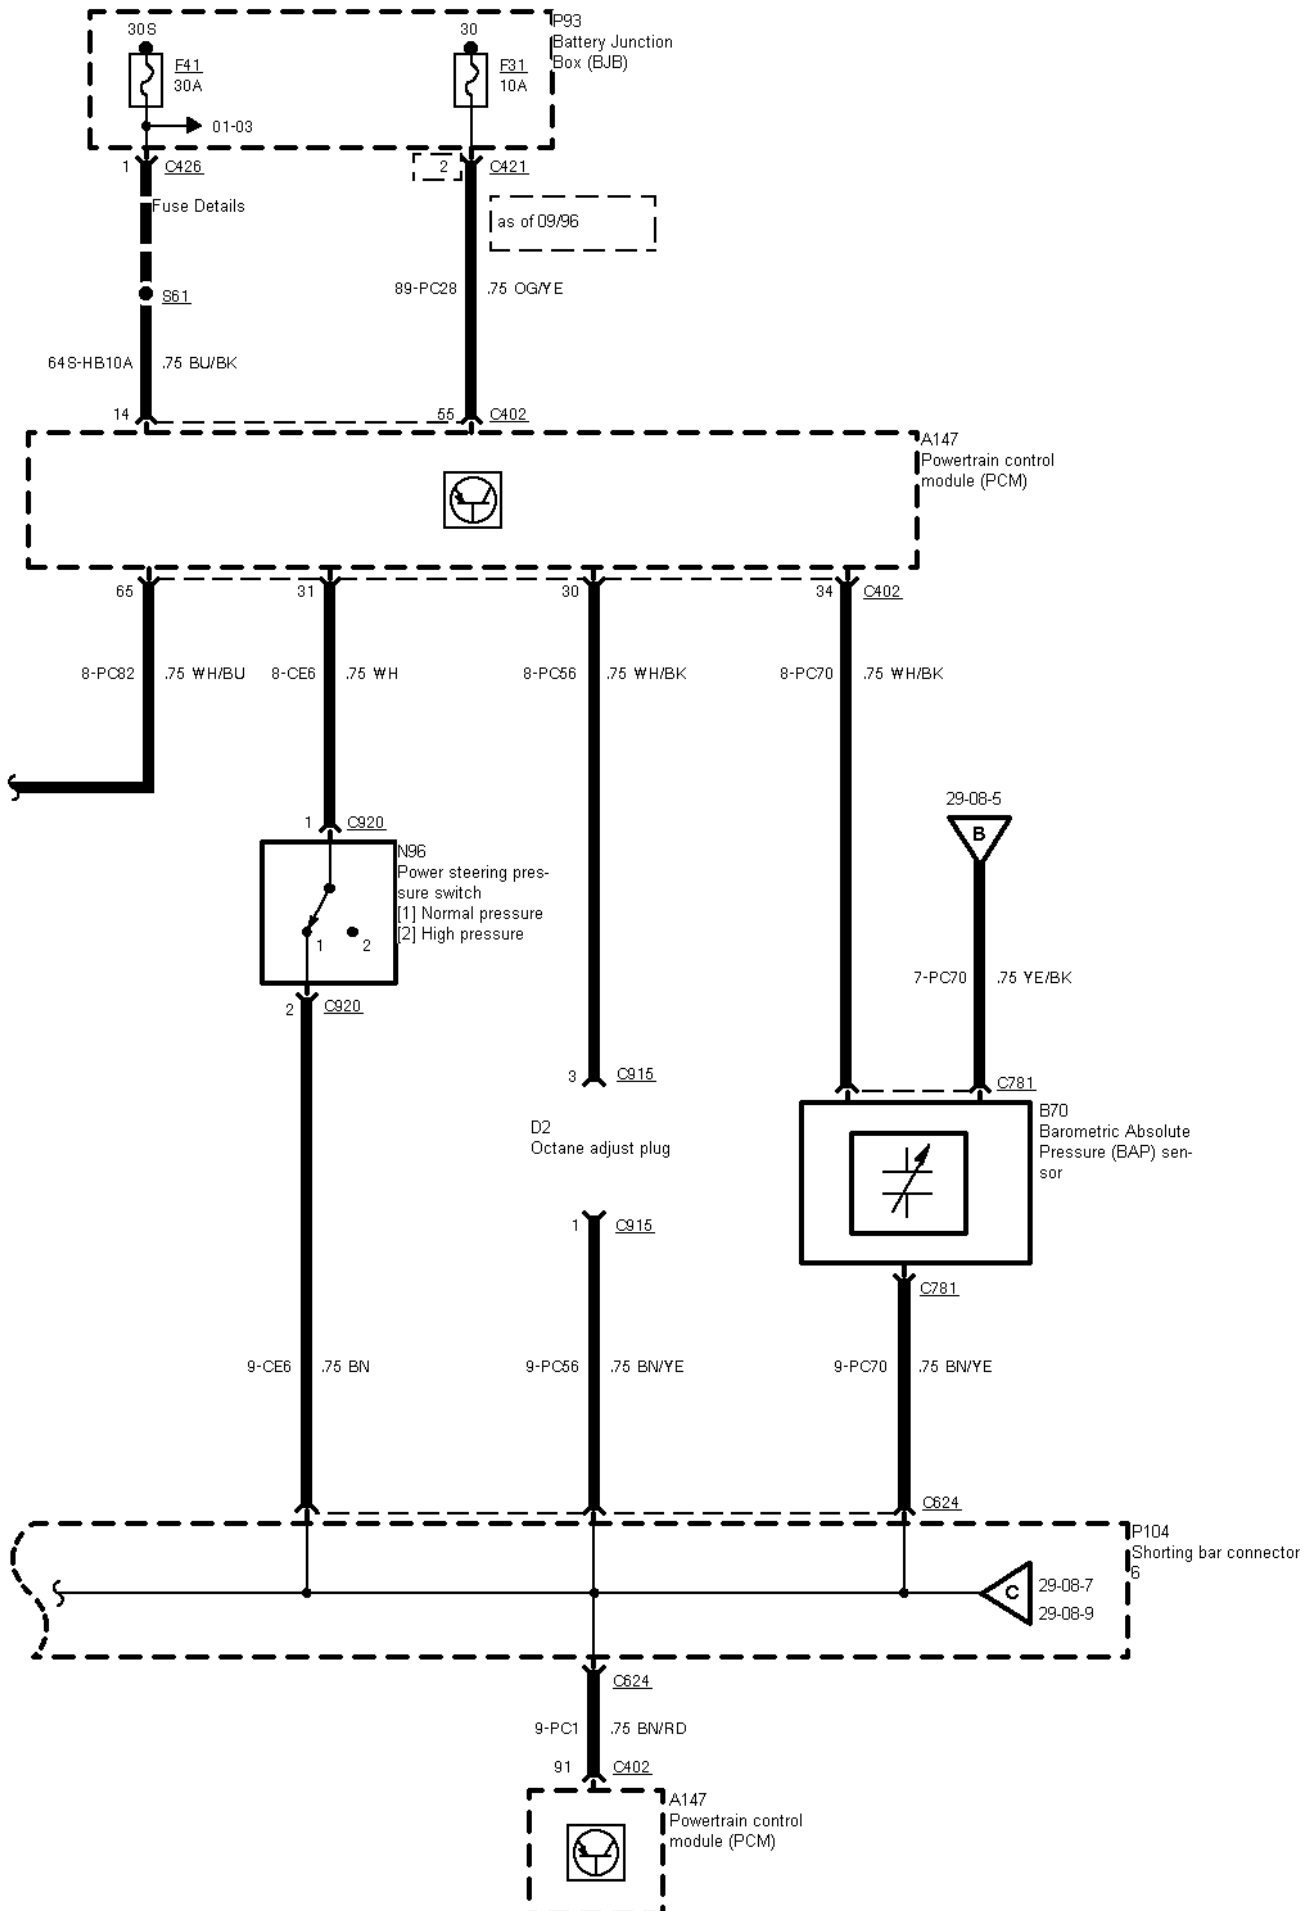 30S
30
P93
Battery Junction
Box (BJB)
F41
30A
F31
10A
01-03
1
C426
2
C421
Fuse Details
as of 09/96
89-PC28
.75 OG/YE
S61
64S-HB10A
.75 BU/BK
14
55
C402
A147
Powertrain control
module (PCM)
65
31
30
34
C402
8-PC82
.75 WH/BU
8-CE6
.75 WH
8-PC56
.75 WH/BK
8-PC70
.75 WH/BK
29-08-5
B
1
C920
N96
Power steering pres-
sure switch
[1] Normal pressure
[2] High pressure
1
2
7-PC70
.75 YE/BK
2
C920
3
C915
C781
D2
Octane adjust plug
B70
Barometric Absolute
Pressure (BAP) sen-
sor
1
C915
C781
9-CE6
.75 BN
9-PC56
.75 BN/YE
9-PC70
.75 BN/YE
C624
P104
Shorting bar connector
6
C
29-08-7
29-08-9
C624
9-PC1
.75 BN/RD
91
C402
A147
Powertrain control
module (PCM)